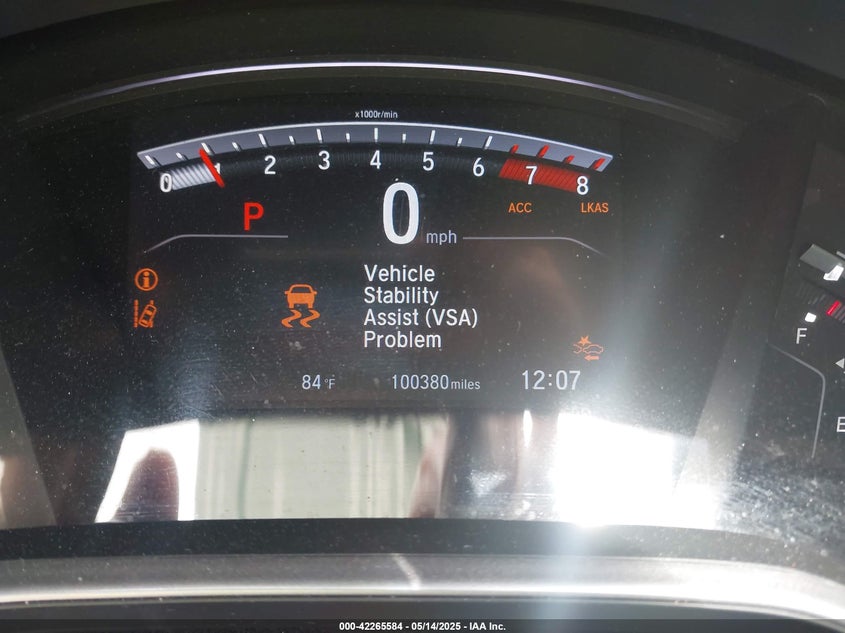 x1000r/min
0 1 2 3 4 5 6 7 8
P 0 mph ACC LKAS
Vehicle
Stability
Assist (VSA)
Problem
84 °F 100380 miles 12:07
F
E
000-42265584 - 05/14/2025 - IAA Inc.